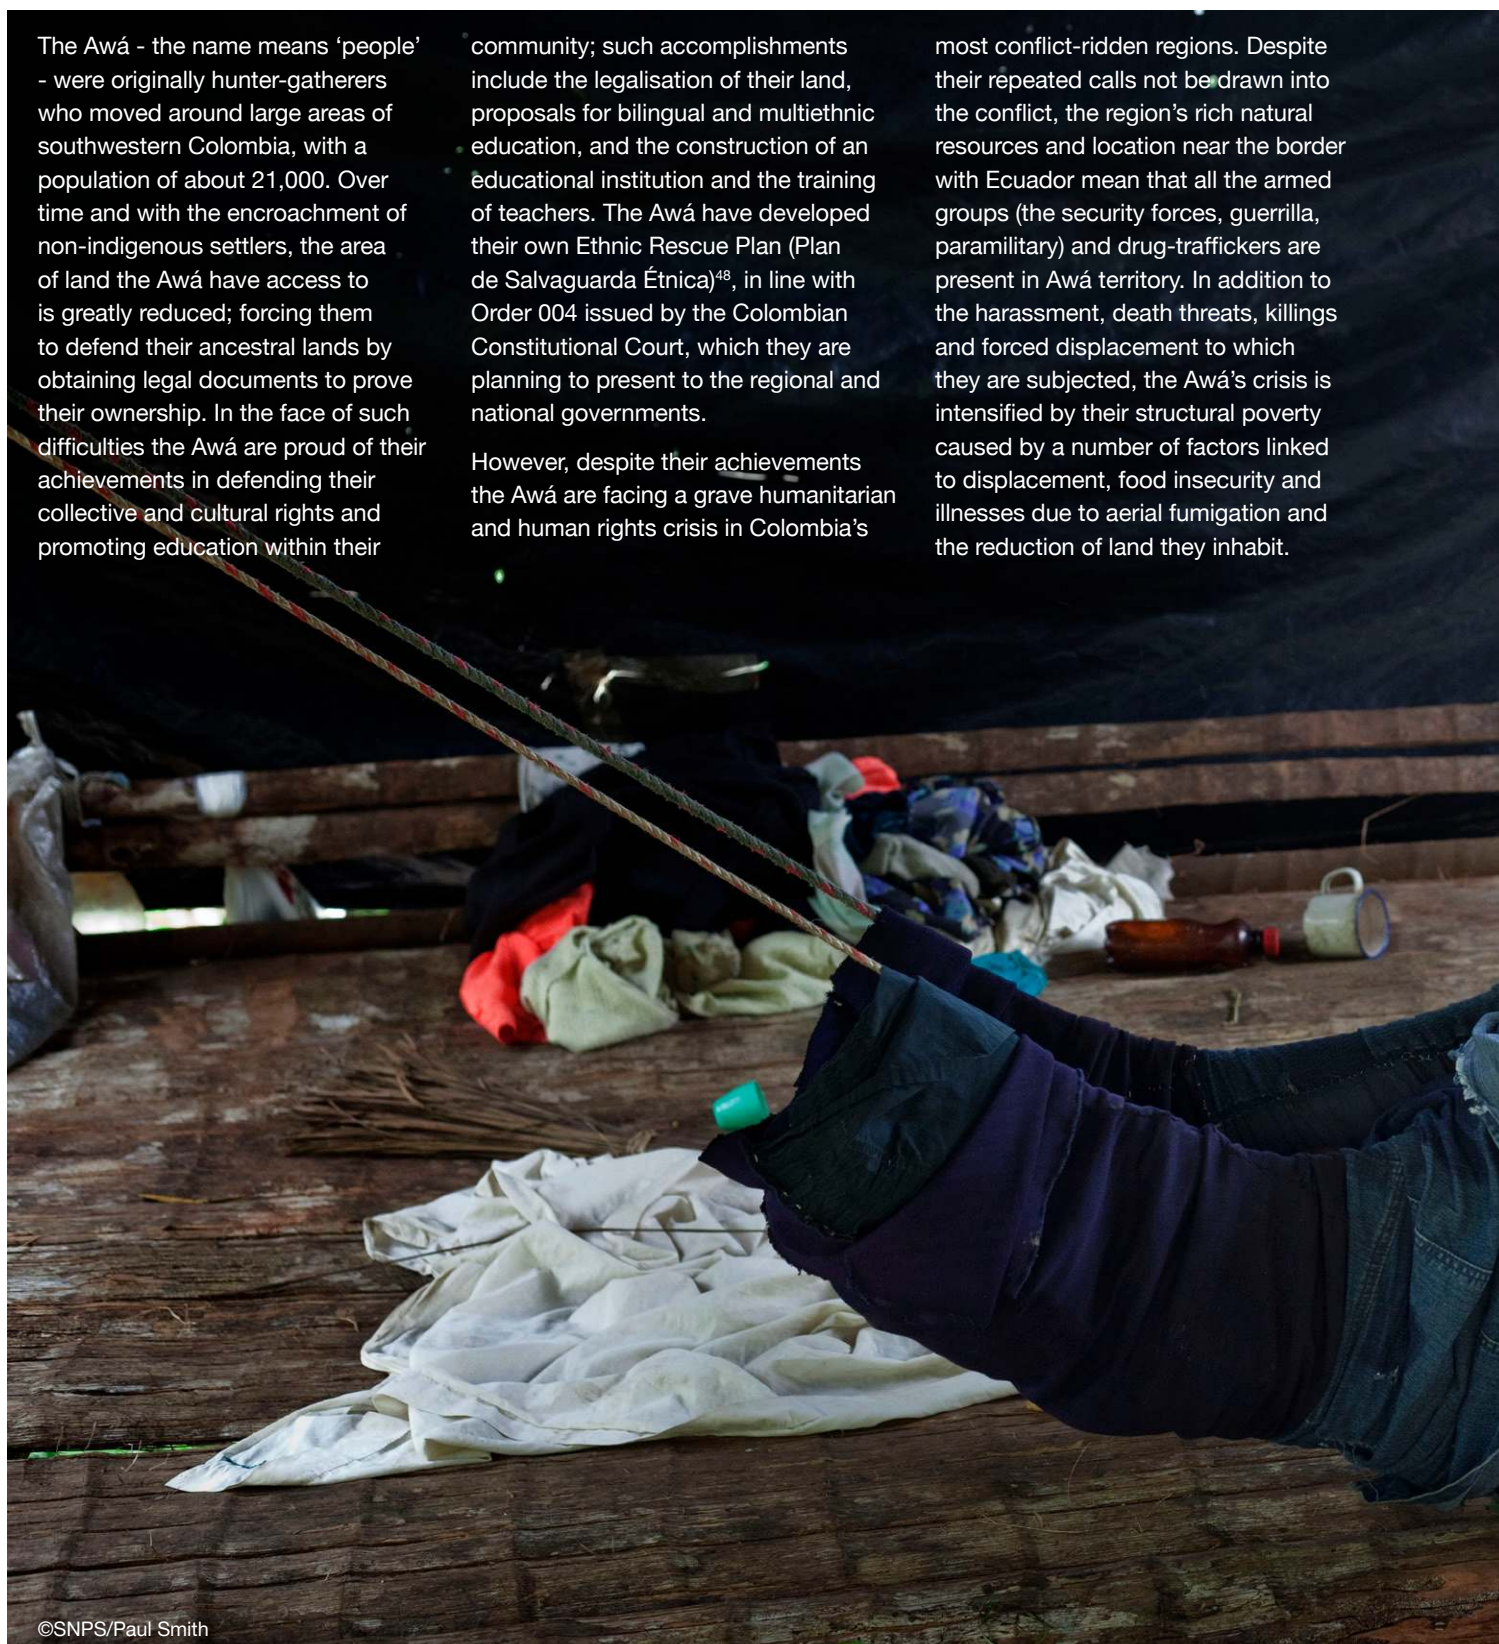 The Awá - the name means ‘people’
- were originally hunter-gatherers
who moved around large areas of
southwestern Colombia, with a
population of about 21,000. Over
time and with the encroachment of
non-indigenous settlers, the area
of land the Awá have access to
is greatly reduced; forcing them
to defend their ancestral lands by
obtaining legal documents to prove
their ownership. In the face of such
difficulties the Awá are proud of their
achievements in defending their
collective and cultural rights and
promoting education within their
community; such accomplishments
include the legalisation of their land,
proposals for bilingual and multiethnic
education, and the construction of an
educational institution and the training
of teachers. The Awá have developed
their own Ethnic Rescue Plan (Plan
de Salvaguarda Étnica)48, in line with
Order 004 issued by the Colombian
Constitutional Court, which they are
planning to present to the regional and
national governments.
However, despite their achievements
the Awá are facing a grave humanitarian
and human rights crisis in Colombia’s
most conflict-ridden regions. Despite
their repeated calls not be drawn into
the conflict, the region’s rich natural
resources and location near the border
with Ecuador mean that all the armed
groups (the security forces, guerrilla,
paramilitary) and drug-traffickers are
present in Awá territory. In addition to
the harassment, death threats, killings
and forced displacement to which
they are subjected, the Awá’s crisis is
intensified by their structural poverty
caused by a number of factors linked
to displacement, food insecurity and
illnesses due to aerial fumigation and
the reduction of land they inhabit.
©SNPS/Paul Smith